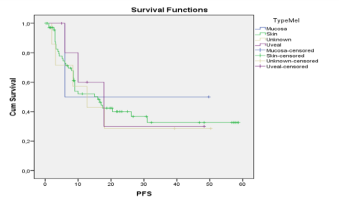 Survival Functions
TypeMel
Mucosa
Skin
Unknown
Uveal
Mucosa-censored
Skin-censored
Unknown-censored
Uveal-censored
Cum Survival
1,0
0,8
0,6
0,4
0,2
0,0
0
10
20
30
40
50
60
PFS